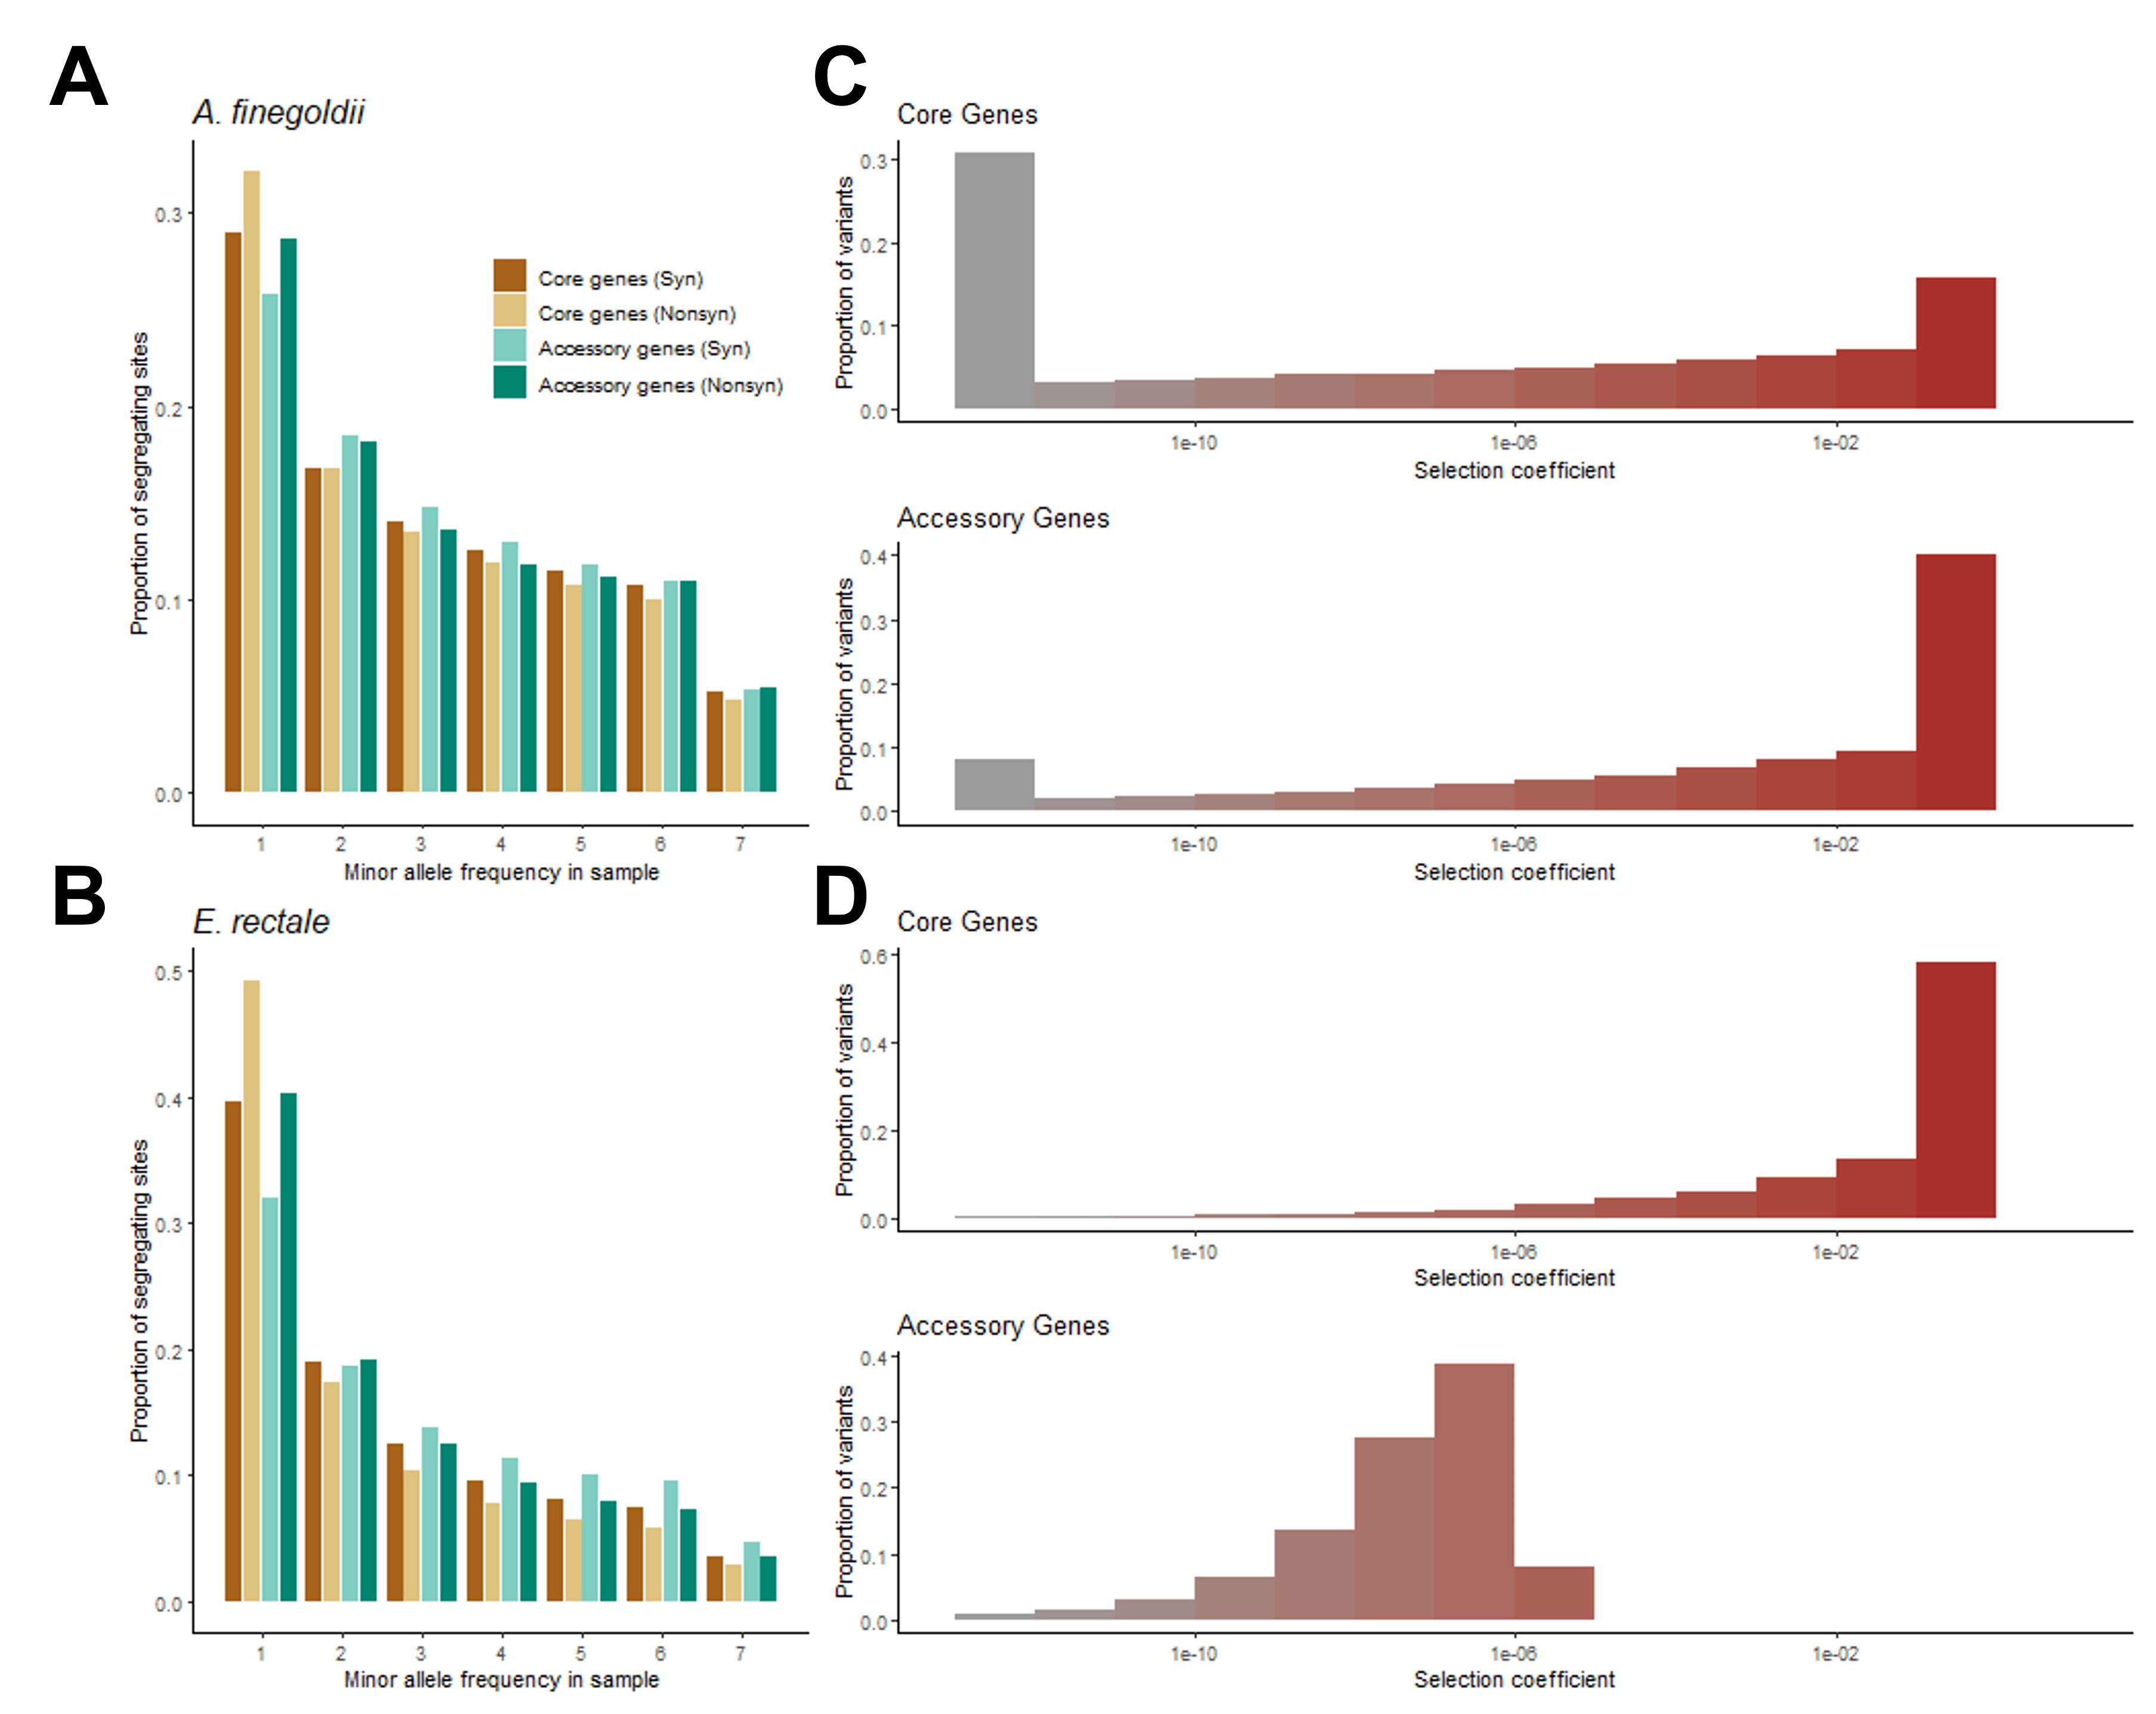 A
A. finegoldii
Proportion of segregating sites
0.3
0.2
0.1
0.0
Core genes (Syn)
Core genes (Nonsyn)
Accessory genes (Syn)
Accessory genes (Nonsyn)
1 2 3 4 5 6 7
Minor allele frequency in sample
B
E. rectale
Proportion of segregating sites
0.5
0.4
0.3
0.2
0.1
0.0
1 2 3 4 5 6 7
Minor allele frequency in sample
C
Core Genes
Proportion of variants
0.3
0.2
0.1
0.0
1e-10 1e-06 1e-02
Selection coefficient
Accessory Genes
Proportion of variants
0.4
0.3
0.2
0.1
0.0
1e-10 1e-06 1e-02
Selection coefficient
D
Core Genes
Proportion of variants
0.6
0.4
0.2
0.0
1e-10 1e-06 1e-02
Selection coefficient
Accessory Genes
Proportion of variants
0.4
0.3
0.2
0.1
0.0
1e-10 1e-06 1e-02
Selection coefficient